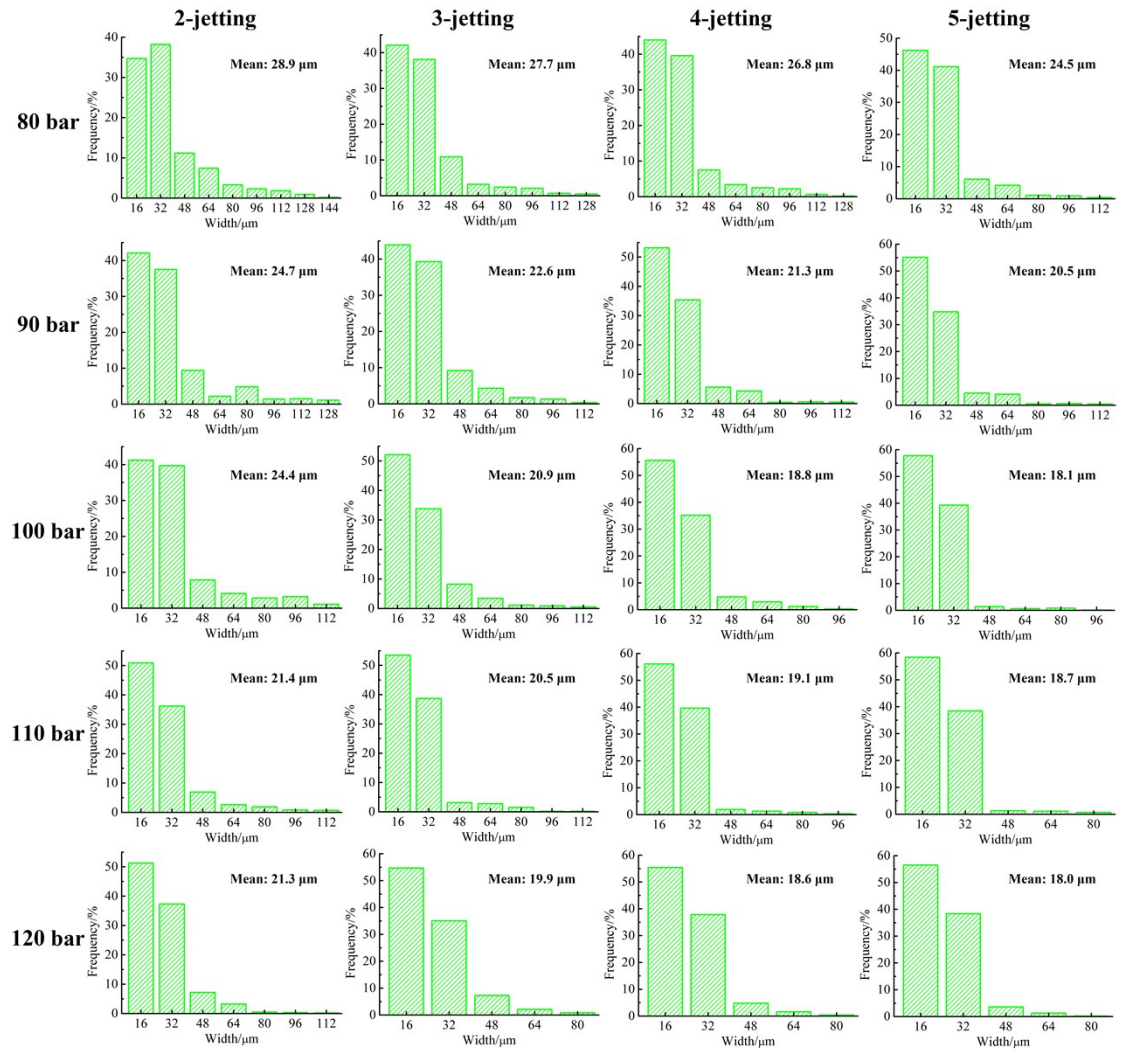 2-jetting 3-jetting 4-jetting 5-jetting
80 bar
Frequency/%
0 10 20 30 40
Mean: 28.9 μm
16 32 48 64 80 96 112 128 144
Width/μm
Frequency/%
0 10 20 30 40
Mean: 27.7 μm
16 32 48 64 80 96 112 128
Width/μm
Frequency/%
0 10 20 30 40
Mean: 26.8 μm
16 32 48 64 80 96 112 128
Width/μm
Frequency/%
0 10 20 30 40 50
Mean: 24.5 μm
16 32 48 64 80 96 112
Width/μm
90 bar
Frequency/%
0 10 20 30 40
Mean: 24.7 μm
16 32 48 64 80 96 112 128
Width/μm
Frequency/%
0 10 20 30 40
Mean: 22.6 μm
16 32 48 64 80 96 112
Width/μm
Frequency/%
0 10 20 30 40 50
Mean: 21.3 μm
16 32 48 64 80 96 112
Width/μm
Frequency/%
0 10 20 30 40 50 60
Mean: 20.5 μm
16 32 48 64 80 96 112
Width/μm
100 bar
Frequency/%
0 10 20 30 40
Mean: 24.4 μm
16 32 48 64 80 96 112
Width/μm
Frequency/%
0 10 20 30 40 50
Mean: 20.9 μm
16 32 48 64 80 96 112
Width/μm
Frequency/%
0 10 20 30 40 50 60
Mean: 18.8 μm
16 32 48 64 80 96
Width/μm
Frequency/%
0 10 20 30 40 50 60
Mean: 18.1 μm
16 32 48 64 80 96
Width/μm
110 bar
Frequency/%
0 10 20 30 40 50
Mean: 21.4 μm
16 32 48 64 80 96 112
Width/μm
Frequency/%
0 10 20 30 40 50
Mean: 20.5 μm
16 32 48 64 80 96 112
Width/μm
Frequency/%
0 10 20 30 40 50 60
Mean: 19.1 μm
16 32 48 64 80 96
Width/μm
Frequency/%
0 10 20 30 40 50 60
Mean: 18.7 μm
16 32 48 64 80
Width/μm
120 bar
Frequency/%
0 10 20 30 40 50
Mean: 21.3 μm
16 32 48 64 80 96 112
Width/μm
Frequency/%
0 10 20 30 40 50 60
Mean: 19.9 μm
16 32 48 64 80
Width/μm
Frequency/%
0 10 20 30 40 50 60
Mean: 18.6 μm
16 32 48 64 80
Width/μm
Frequency/%
0 10 20 30 40 50 60
Mean: 18.0 μm
16 32 48 64 80
Width/μm